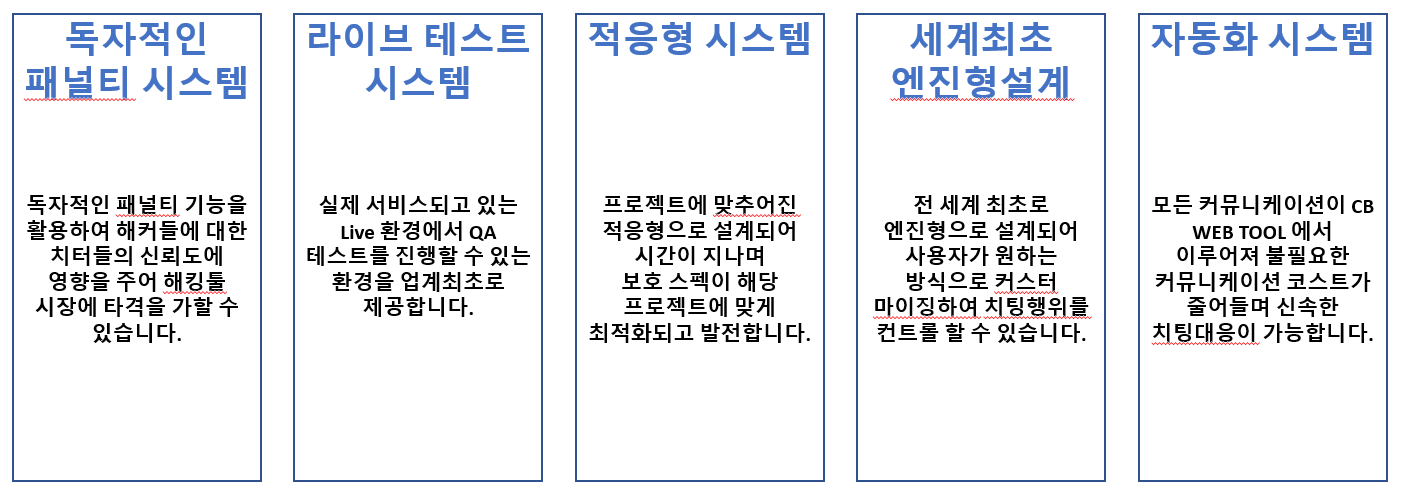 독자적인
패널티 시스템
독자적인 패널티 기능을
활용하여 해커들에 대한
치터들의 신뢰도에
영향을 주어 해킹툴
시장에 타격을 가할 수
있습니다.
라이브 테스트
시스템
실제 서비스되고 있는
Live 환경에서 QA
테스트를 진행할 수 있는
환경을 업계최초로
제공합니다.
적응형 시스템
프로젝트에 맞추어진
적응형으로 설계되어
시간이 지나며
보호 스펙이 해당
프로젝트에 맞게
최적화되고 발전합니다.
세계최초
엔진형설계
전 세계 최초로
엔진형으로 설계되어
사용자가 원하는
방식으로 커스터
마이징하여 치팅행위를
컨트롤 할 수 있습니다.
자동화 시스템
모든 커뮤니케이션이 CB
WEB TOOL 에서
이루어져 불필요한
커뮤니케이션 코스트가
줄어들며 신속한
치팅대응이 가능합니다.